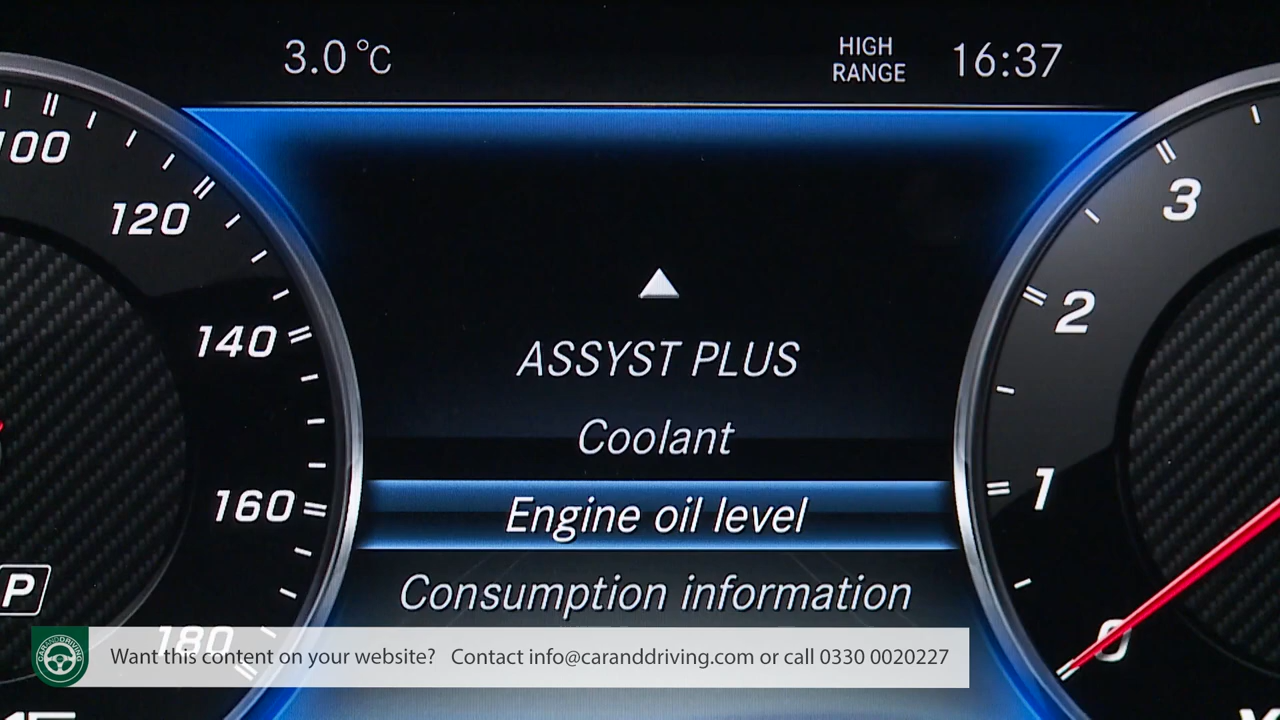 3.0 °C
HIGH
RANGE
16:37
100
120
140
160
180
P
3
2
1
0
ASSYST PLUS
Coolant
Engine oil level
Consumption information
CARANDDRIVING
Want this content on your website? Contact info@caranddriving.com or call 0330 0020227